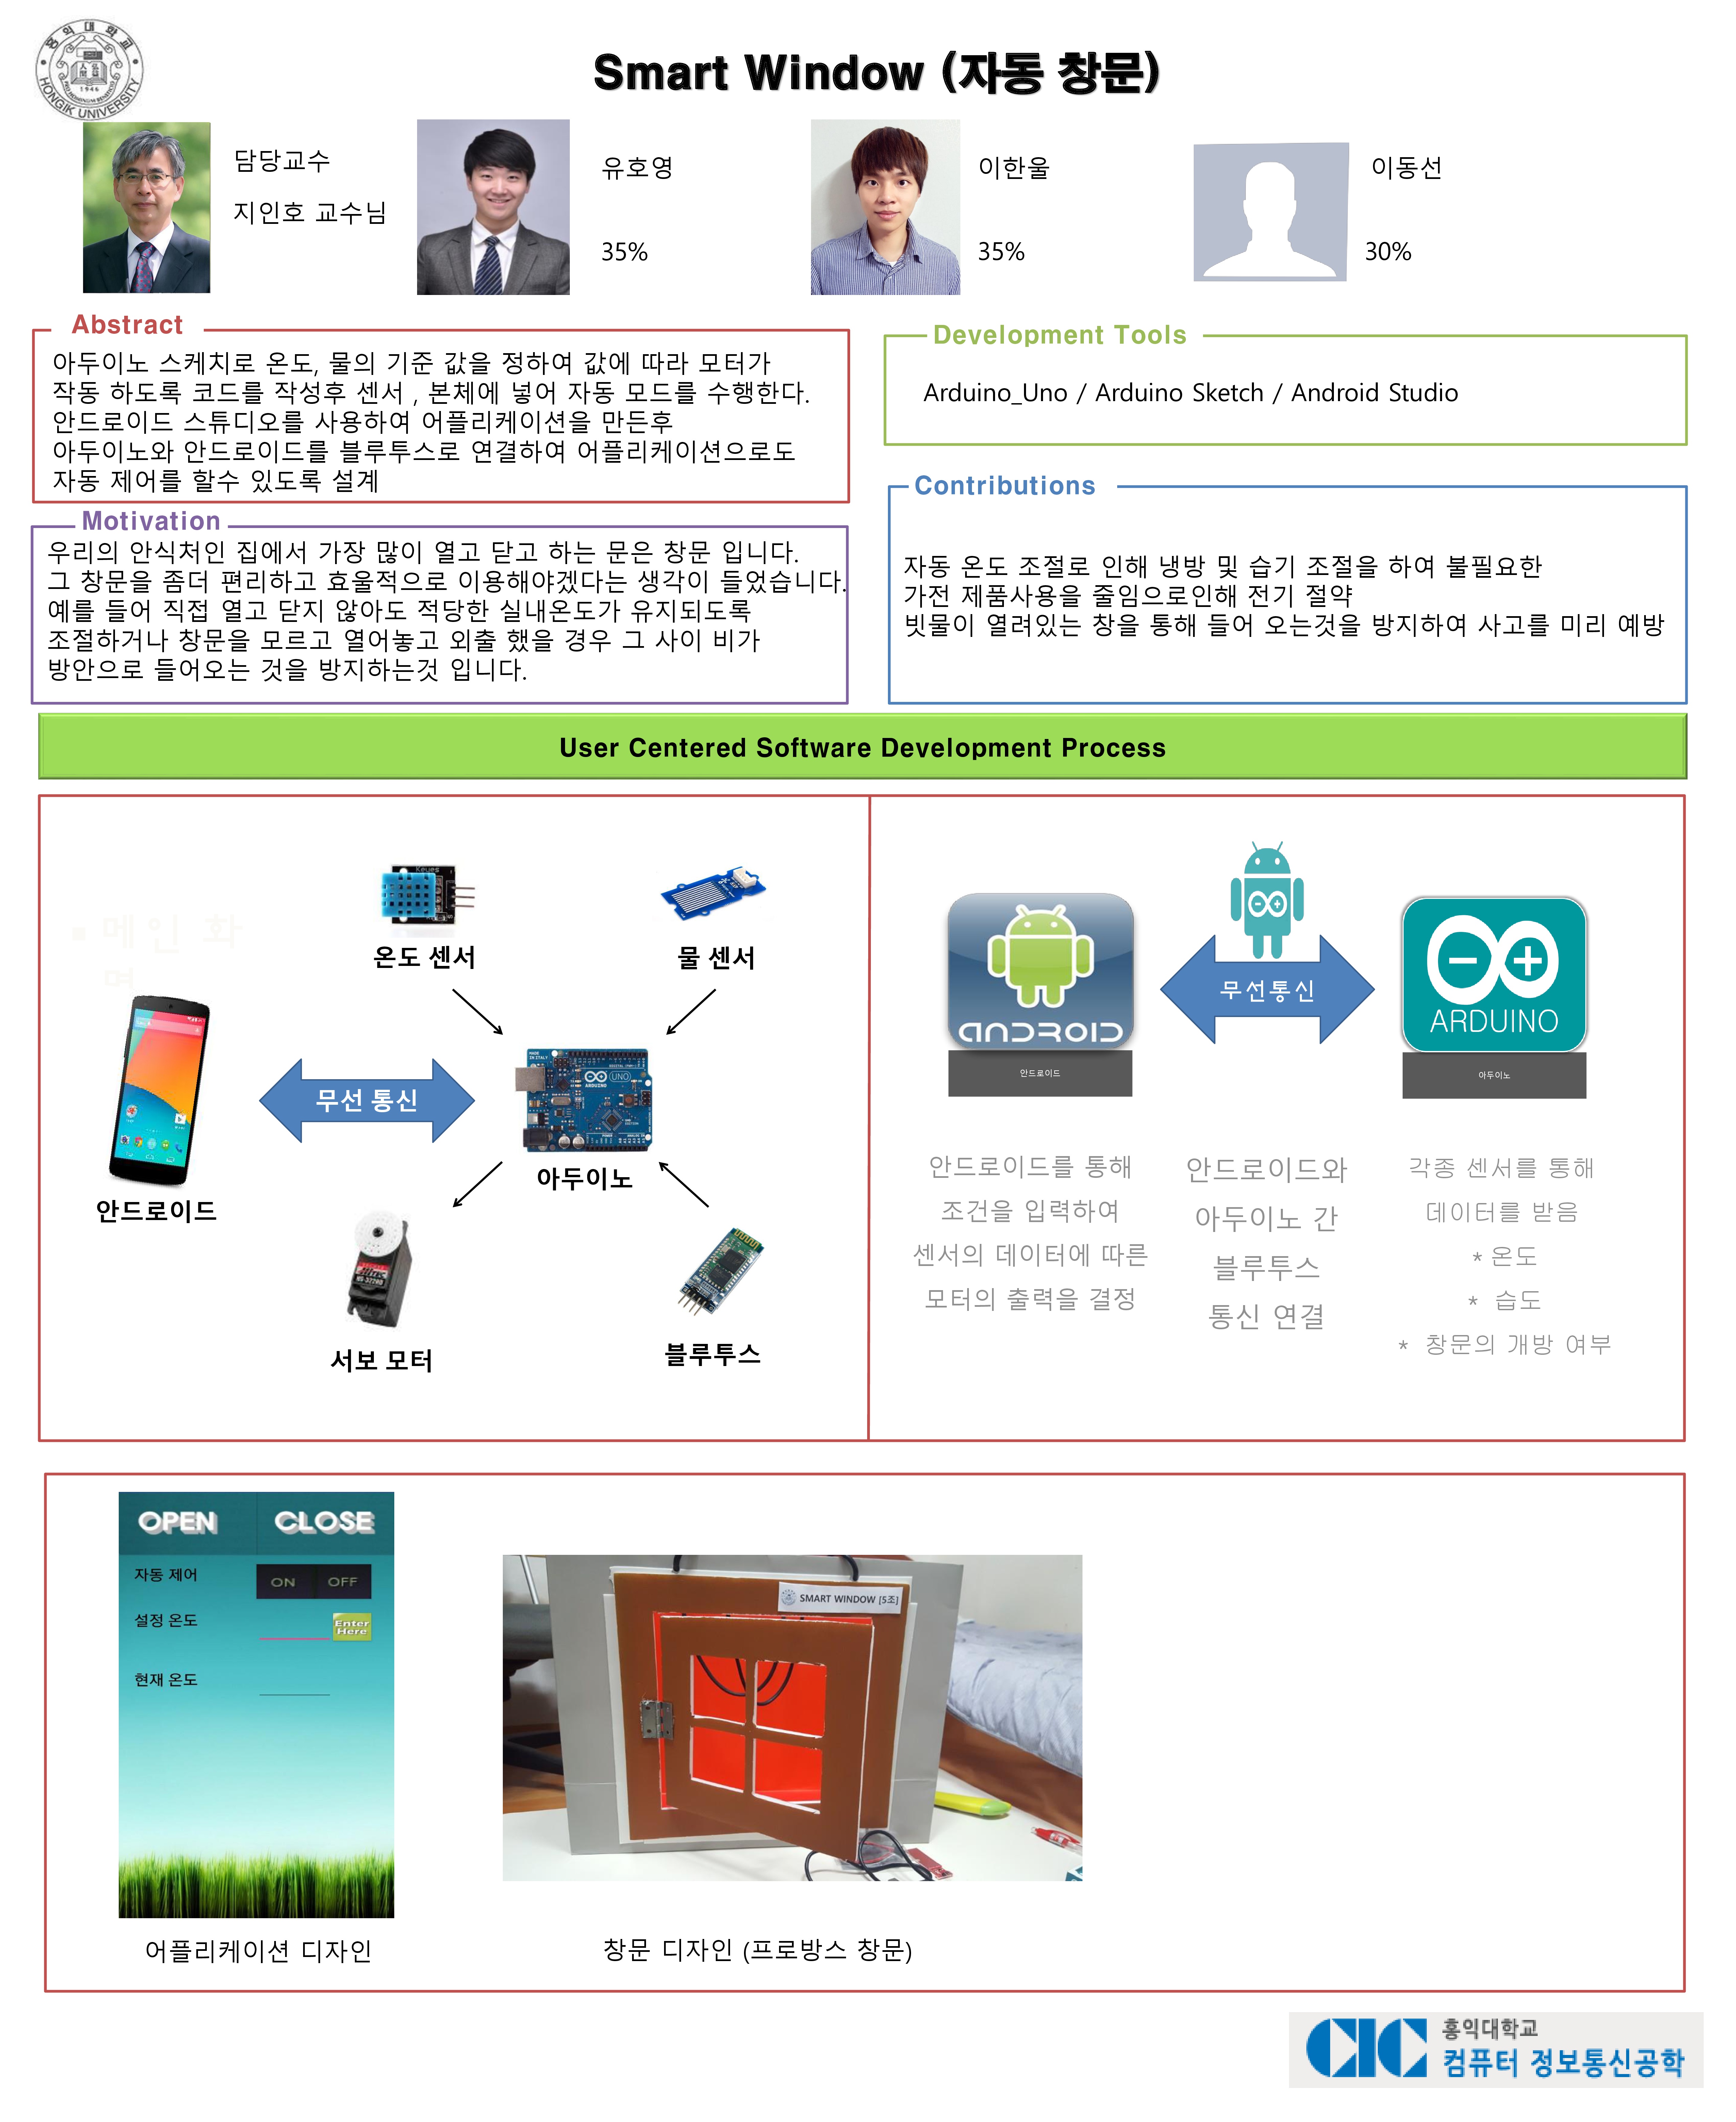 홍익대학교
1946
HONGIK UNIVERSITY
Smart Window (자동 창문)
담당교수
지인호 교수님
유호영
35%
이한울
35%
이동선
30%
Abstract
아두이노 스케치로 온도, 물의 기준 값을 정하여 값에 따라 모터가
작동 하도록 코드를 작성후 센서 , 본체에 넣어 자동 모드를 수행한다.
안드로이드 스튜디오를 사용하여 어플리케이션을 만든후
아두이노와 안드로이드를 블루투스로 연결하여 어플리케이션으로도
자동 제어를 할수 있도록 설계
Motivation
우리의 안식처인 집에서 가장 많이 열고 닫고 하는 문은 창문 입니다.
그 창문을 좀더 편리하고 효율적으로 이용해야겠다는 생각이 들었습니다.
예를 들어 직접 열고 닫지 않아도 적당한 실내온도가 유지되도록
조절하거나 창문을 모르고 열어놓고 외출 했을 경우 그 사이 비가
방안으로 들어오는 것을 방지하는것 입니다.
Development Tools
Arduino_Uno / Arduino Sketch / Android Studio
Contributions
자동 온도 조절로 인해 냉방 및 습기 조절을 하여 불필요한
가전 제품사용을 줄임으로인해 전기 절약
빗물이 열려있는 창을 통해 들어 오는것을 방지하여 사고를 미리 예방
User Centered Software Development Process
▪ 메인 화
며
온도 센서
물 센서
무선 통신
UNO
ARDUINO
아두이노
안드로이드
서보 모터
블루투스
ANDROID
안드로이드
무선통신
ARDUINO
아두이노
안드로이드를 통해
조건을 입력하여
센서의 데이터에 따른
모터의 출력을 결정
안드로이드와
아두이노 간
블루투스
통신 연결
각종 센서를 통해
데이터를 받음
* 온도
* 습도
* 창문의 개방 여부
OPEN CLOSE
자동 제어 ON OFF
설정 온도 Enter Here
현재 온도
SMART WINDOW [5조]
어플리케이션 디자인
창문 디자인 (프로방스 창문)
CIC
홍익대학교
컴퓨터 정보통신공학